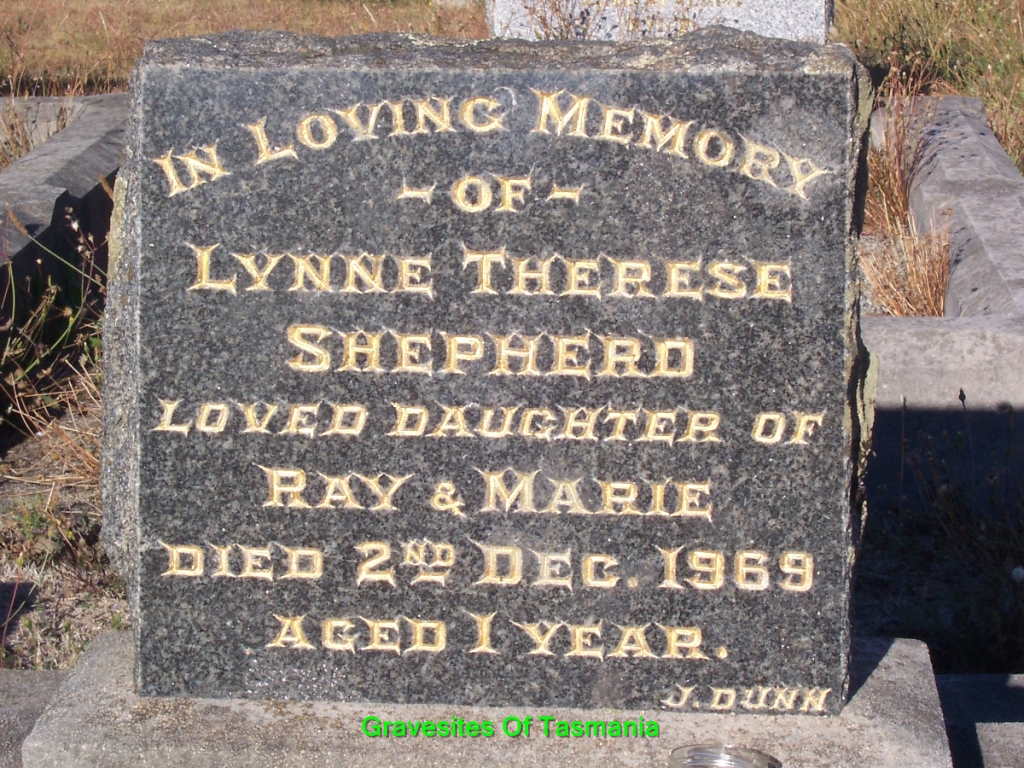 In Loving Memory
- of -
Lynne Therese
Shepherd
Loved daughter of
Ray & Marie
Died 2nd Dec. 1969
Aged 1 year.
J. Dunn
Gravesites Of Tasmania